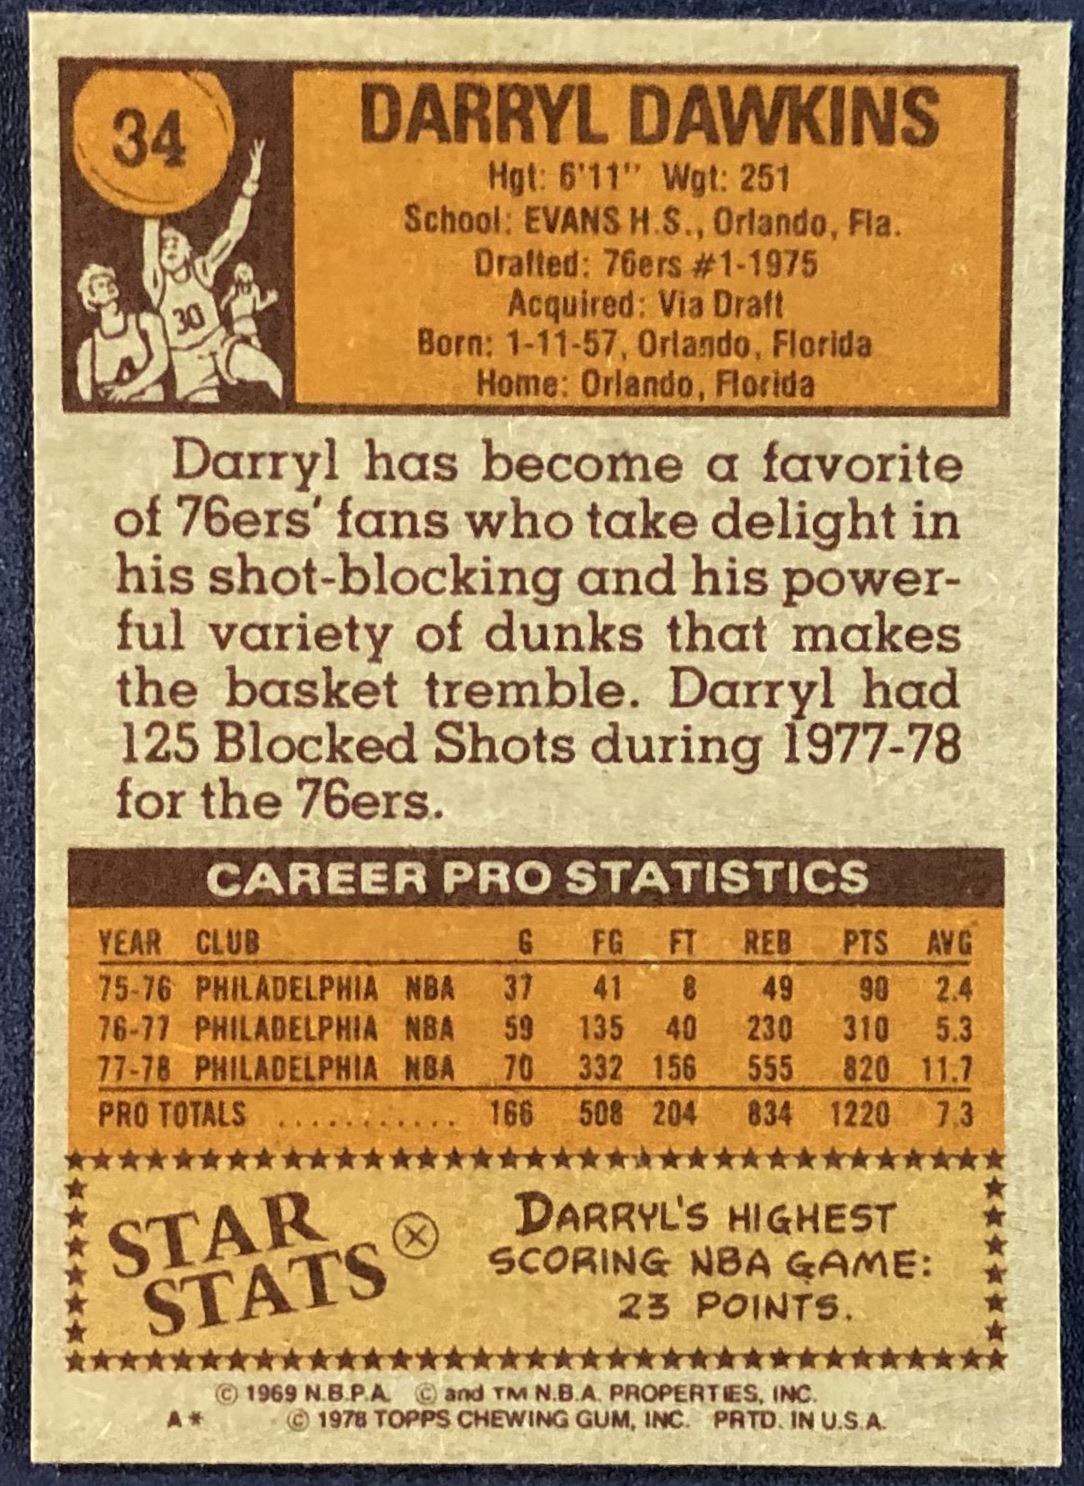 34
DARRYL DAWKINS
Hgt: 6'11" Wgt: 251
School: EVANS H.S., Orlando, Fla.
Drafted: 76ers #1-1975
Acquired: Via Draft
Born: 1-11-57, Orlando, Florida
Home: Orlando, Florida
30
Darryl has become a favorite
of 76ers' fans who take delight in
his shot-blocking and his power-
ful variety of dunks that makes
the basket tremble. Darryl had
125 Blocked Shots during 1977-78
for the 76ers.
CAREER PRO STATISTICS
YEAR CLUB G FG FT REB PTS AVG
75-76 PHILADELPHIA NBA 37 41 8 49 90 2.4
76-77 PHILADELPHIA NBA 59 135 40 230 310 5.3
77-78 PHILADELPHIA NBA 70 332 156 555 820 11.7
PRO TOTALS ........... 166 508 204 834 1220 7.3
STAR
STATS
DARRYL'S HIGHEST
SCORING NBA GAME:
23 POINTS.
© 1969 N.B.P.A. © and TM N.B.A. PROPERTIES, INC.
A* © 1978 TOPPS CHEWING GUM, INC. PRTD. IN U.S.A.